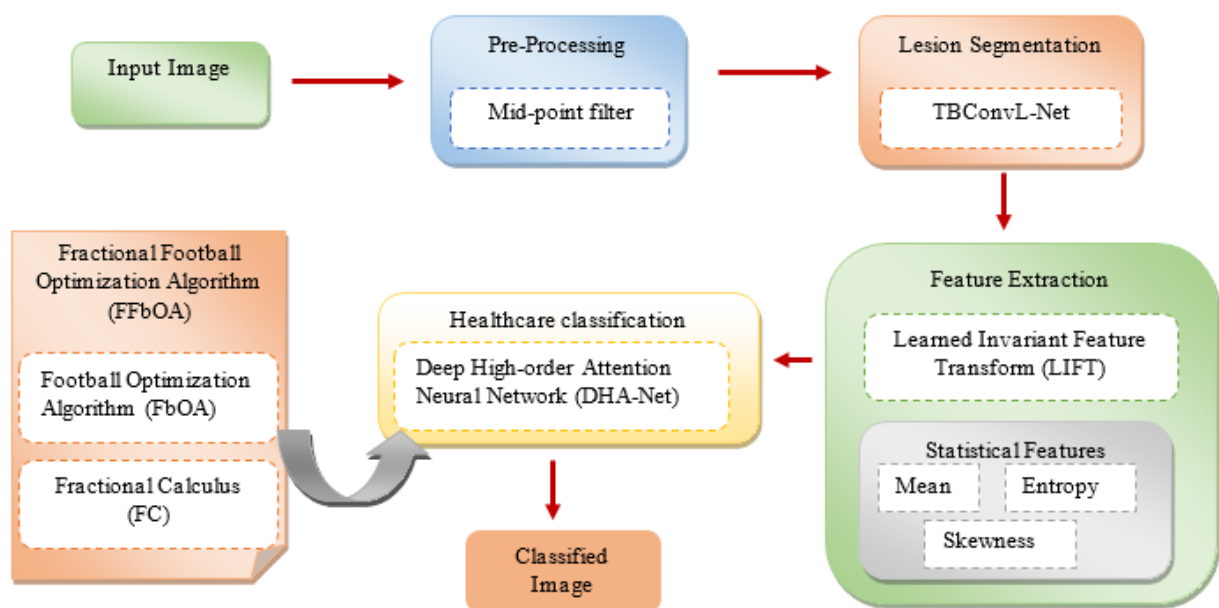 Input Image
Pre-Processing
Mid-point filter
Lesion Segmentation
TBConvL-Net
Feature Extraction
Learned Invariant Feature
Transform (LIFT)
Statistical Features
Mean
Entropy
Skewness
Healthcare classification
Deep High-order Attention
Neural Network (DHA-Net)
Fractional Football
Optimization Algorithm
(FFbOA)
Football Optimization
Algorithm (FbOA)
Fractional Calculus
(FC)
Classified
Image